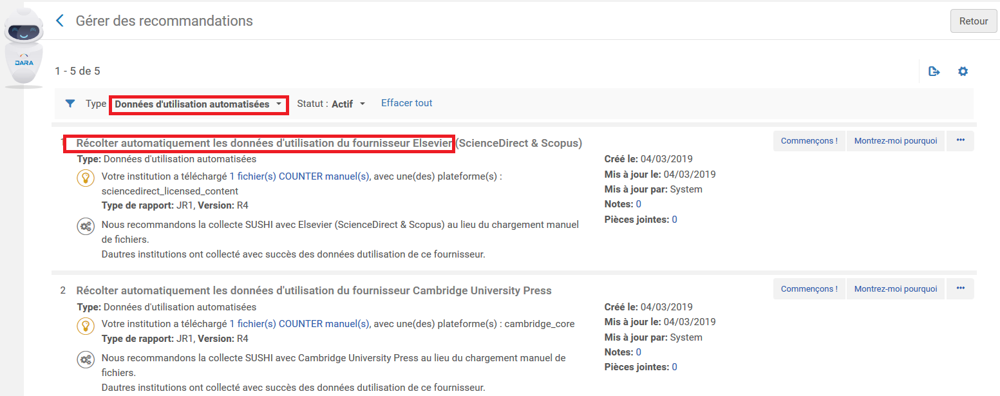 Gérer des recommandations
Retour
DARA
1 - 5 de 5
Type Données d'utilisation automatisées Statut : Actif Effacer tout
1 Récolter automatiquement les données d'utilisation du fournisseur Elsevier (ScienceDirect & Scopus)
Commençons ! Montrez-moi pourquoi ···
Type: Données d'utilisation automatisées
Votre institution a téléchargé 1 fichier(s) COUNTER manuel(s), avec une(des) plateforme(s) :
sciencedirect_licensed_content
Type de rapport: JR1, Version: R4
Nous recommandons la collecte SUSHI avec Elsevier (ScienceDirect & Scopus) au lieu du chargement manuel
de fichiers.
Dautres institutions ont collecté avec succès des données dutilisation de ce fournisseur.
Créé le: 04/03/2019
Mis à jour le: 04/03/2019
Mis à jour par: System
Notes: 0
Pièces jointes: 0
2 Récolter automatiquement les données d'utilisation du fournisseur Cambridge University Press
Commençons ! Montrez-moi pourquoi ···
Type: Données d'utilisation automatisées
Votre institution a téléchargé 1 fichier(s) COUNTER manuel(s), avec une(des) plateforme(s) : cambridge_core
Type de rapport: JR1, Version: R4
Nous recommandons la collecte SUSHI avec Cambridge University Press au lieu du chargement manuel de
fichiers.
Dautres institutions ont collecté avec succès des données dutilisation de ce fournisseur.
Créé le: 04/03/2019
Mis à jour le: 04/03/2019
Mis à jour par: System
Notes: 0
Pièces jointes: 0